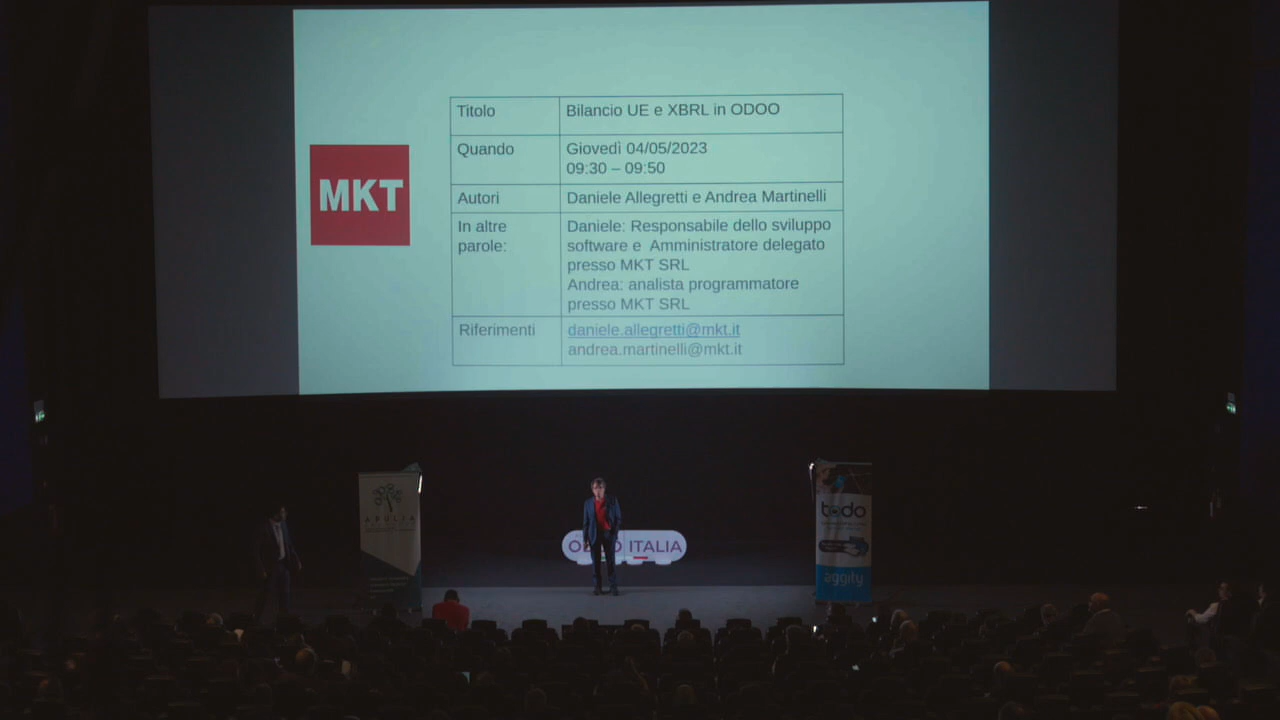 Titolo
Bilancio UE e XBRL in ODOO
Quando
Giovedì 04/05/2023
09:30 – 09:50
MKT
Autori
Daniele Allegretti e Andrea Martinelli
In altre
parole:
Daniele: Responsabile dello sviluppo
software e Amministratore delegato
presso MKT SRL
Andrea: analista programmatore
presso MKT SRL
Riferimenti
daniele.allegretti@mkt.it
andrea.martinelli@mkt.it
APULIA
ITALIA
todo
aggity